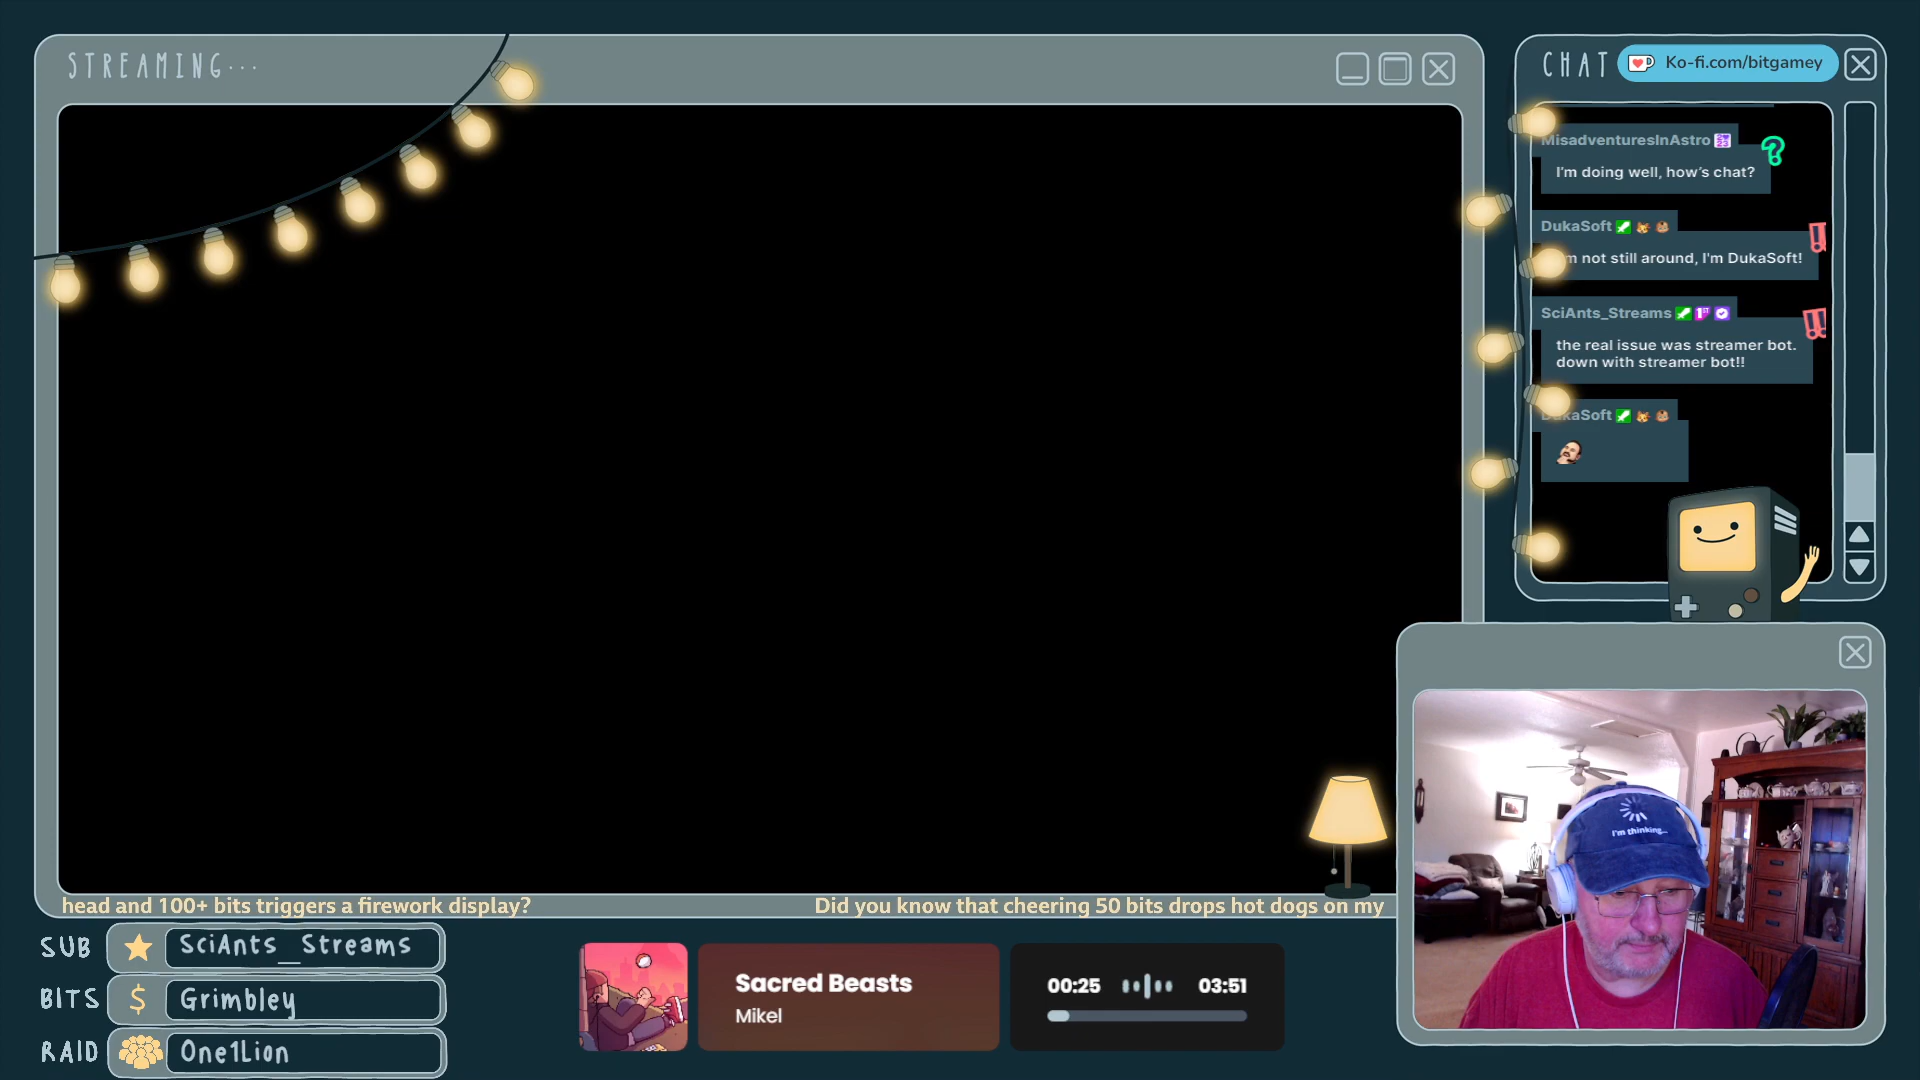 STREAMING...
CHAT
Ko-fi.com/bitgamey
MisadventuresInAstro
I'm doing well, how's chat?
DukaSoft
m not still around, I'm DukaSoft!
SciAnts_Streams
the real issue was streamer bot.
down with streamer bot!!
DukaSoft
I'm thinking...
head and 100+ bits triggers a firework display?
Did you know that cheering 50 bits drops hot dogs on my
SUB
SciAnts_Streams
BITS
$
Grimbley
RAID
One1Lion
Sacred Beasts
Mikel
00:25
03:51